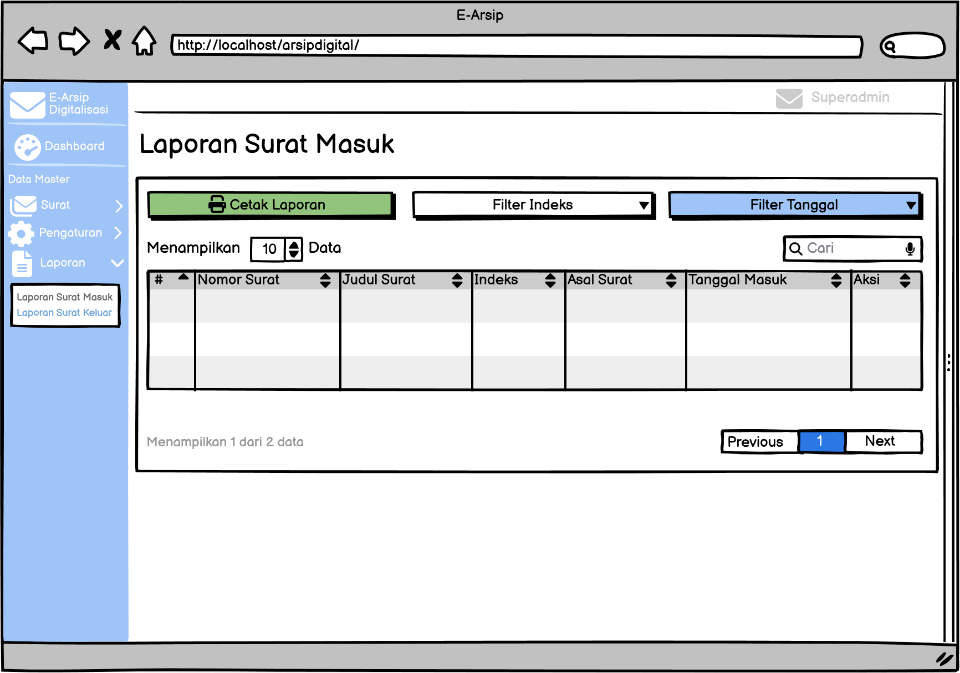 E-Arsip
http://localhost/arsipdigital/
E-Arsip
Digitalisasi
Superadmin
Dashboard
Laporan Surat Masuk
Data Master
Surat
Pengaturan
Laporan
Laporan Surat Masuk
Laporan Surat Keluar
Cetak Laporan
Filter Indeks
Filter Tanggal
Menampilkan 10 Data
Cari
# Nomor Surat Judul Surat Indeks Asal Surat Tanggal Masuk Aksi
Menampilkan 1 dari 2 data
Previous 1 Next